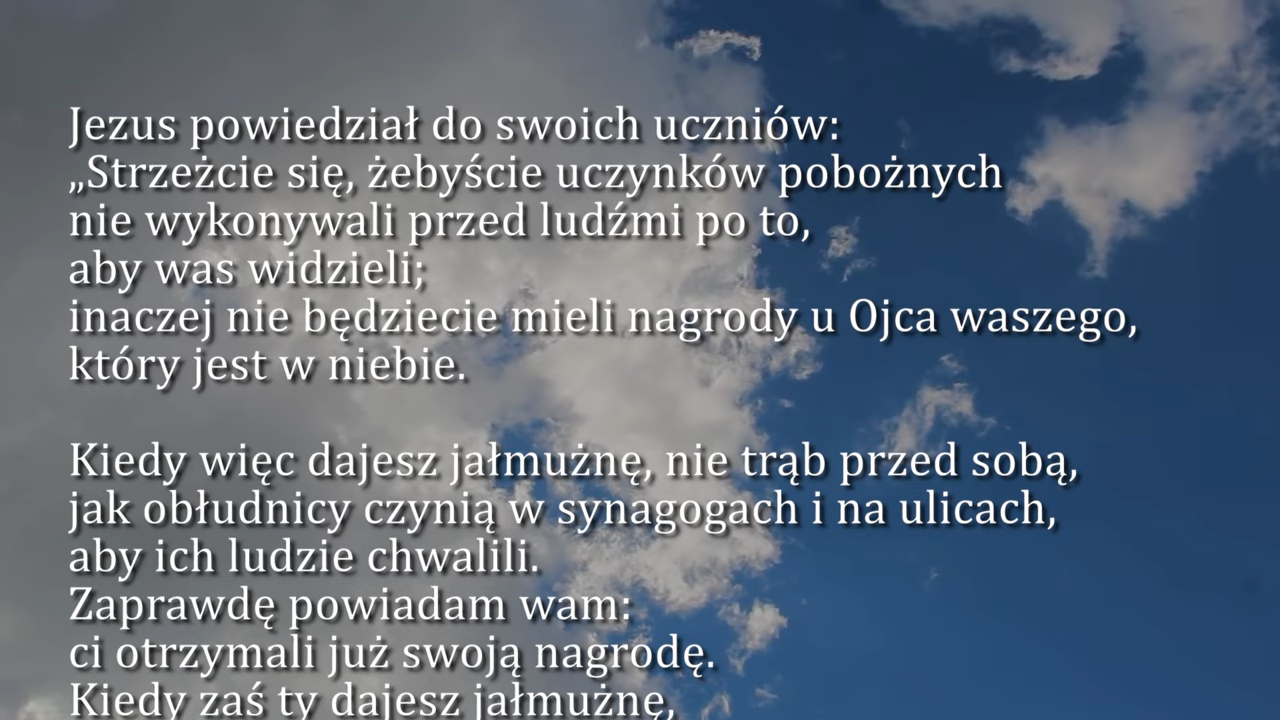 Jezus powiedział do swoich uczniów:
„Strzeżcie się, żebyście uczynków pobożnych
nie wykonywali przed ludźmi po to,
aby was widzieli;
inaczej nie będziecie mieli nagrody u Ojca waszego,
który jest w niebie.
Kiedy więc dajesz jałmużnę, nie trąb przed sobą,
jak obłudnicy czynią w synagogach i na ulicach,
aby ich ludzie chwalili.
Zaprawdę powiadam wam:
ci otrzymali już swoją nagrodę.
Kiedy zaś ty dajesz jałmużnę,